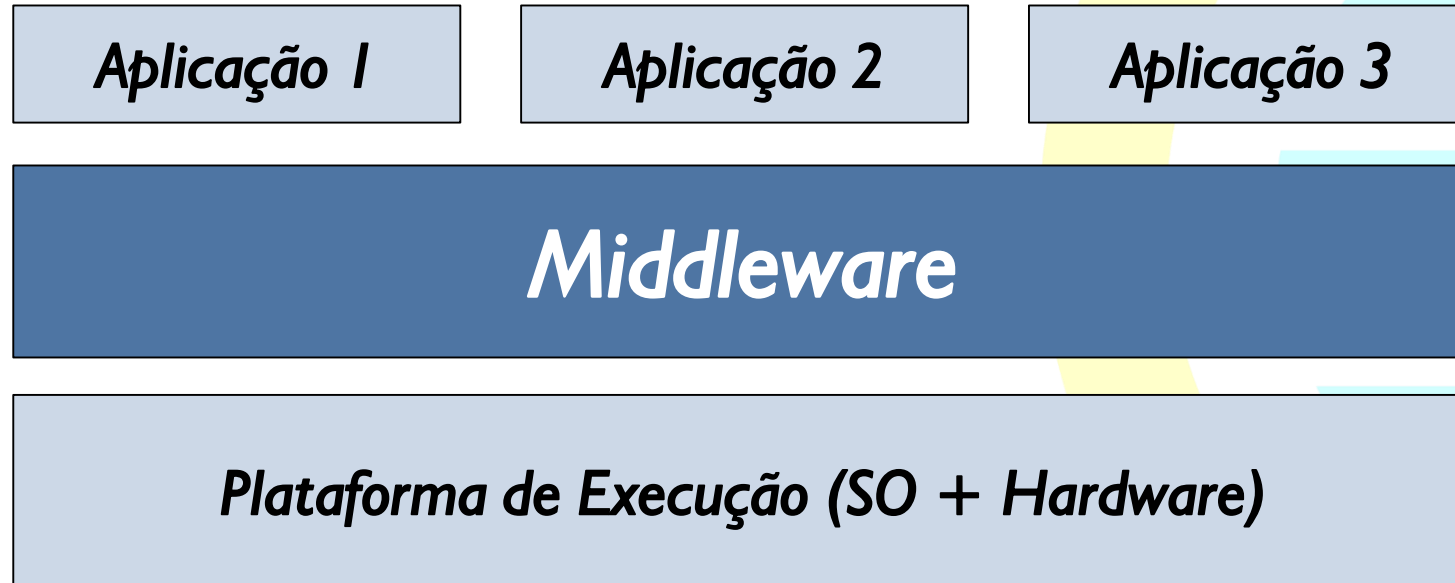 Aplicação 1
Aplicação 2
Aplicação 3
Middleware
Plataforma de Execução (SO + Hardware)